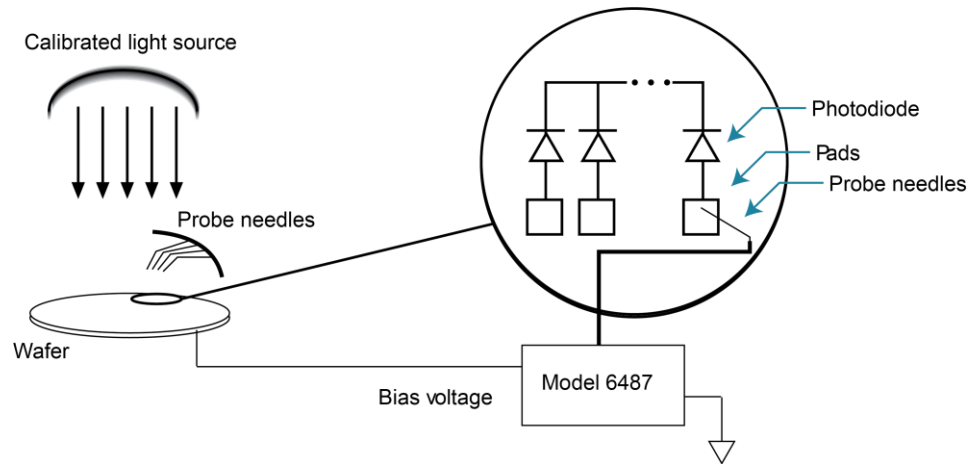 Calibrated light source
Photodiode
Pads
Probe needles
Probe needles
Wafer
Bias voltage
Model 6487